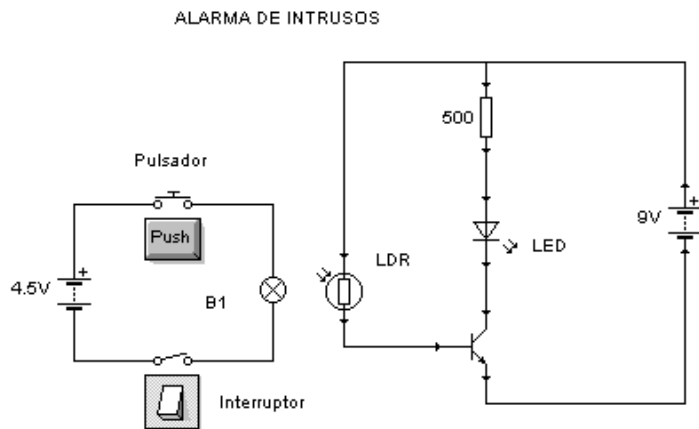 ALARMA DE INTRUSOS
500
Pulsador
Push
9V
LED
LDR
4.5V
B1
Interruptor